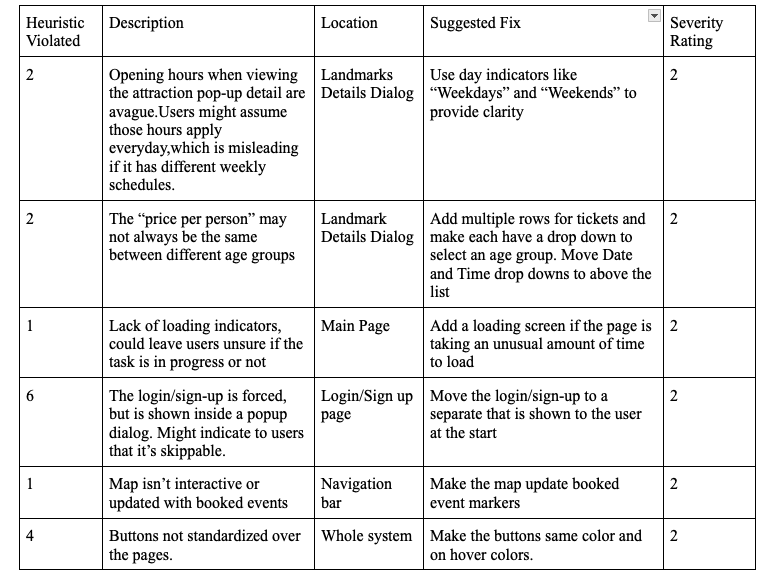 Heuristic Violated Description Location Suggested Fix Severity Rating
2
Opening hours when viewing
the attraction pop-up detail are
avague.Users might assume
those hours apply
everyday,which is misleading
if it has different weekly
schedules.
Landmarks
Details Dialog
Use day indicators like
“Weekdays” and “Weekends” to
provide clarity
2
2
The “price per person” may
not always be the same
between different age groups
Landmark
Details Dialog
Add multiple rows for tickets and
make each have a drop down to
select an age group. Move Date
and Time drop downs to above the
list
2
1
Lack of loading indicators,
could leave users unsure if the
task is in progress or not
Main Page
Add a loading screen if the page is
taking an unusual amount of time
to load
2
6
The login/sign-up is forced,
but is shown inside a popup
dialog. Might indicate to users
that it’s skippable.
Login/Sign up
page
Move the login/sign-up to a
separate that is shown to the user
at the start
2
1
Map isn’t interactive or
updated with booked events
Navigation
bar
Make the map update booked
event markers
2
4
Buttons not standardized over
the pages.
Whole system
Make the buttons same color and
on hover colors.
2